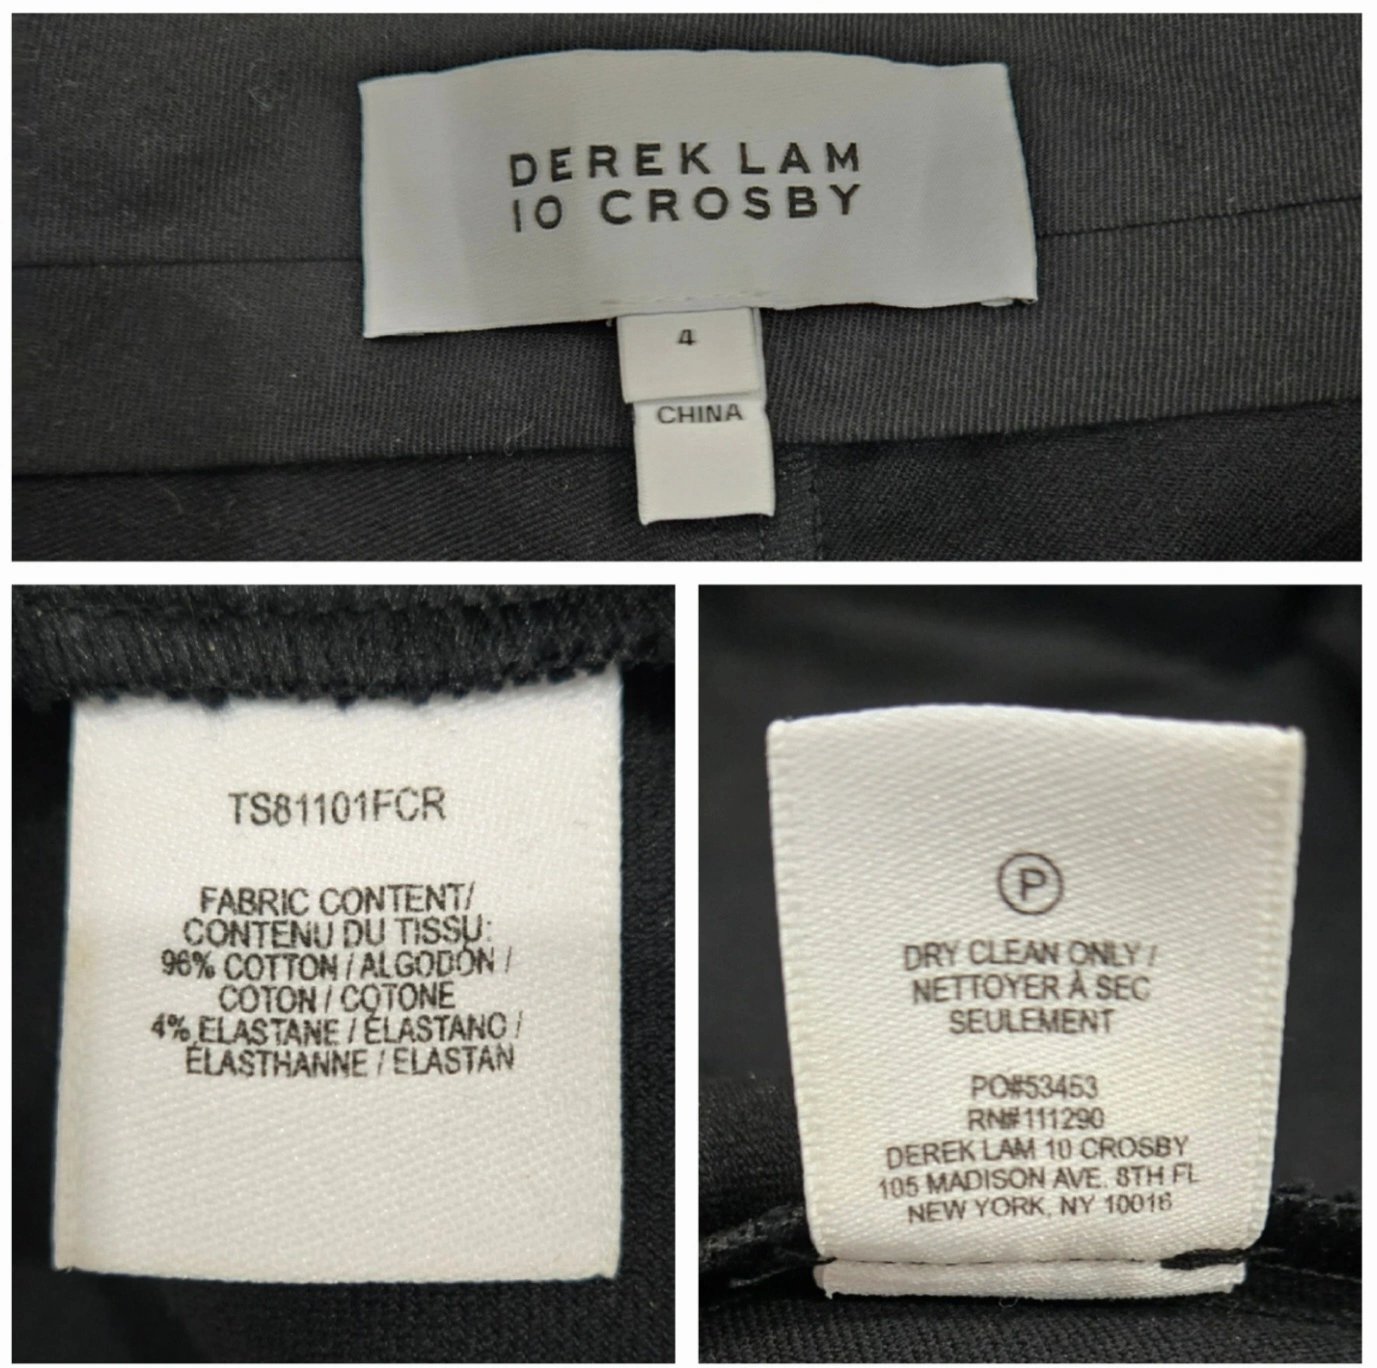 DEREK LAM
10 CROSBY
4
CHINA
TS81101FCR
FABRIC CONTENT/
CONTENU DU TISSU:
96% COTTON / ALGODÓN /
COTON / COTONE
4% ELASTANE / ÉLASTANO /
ÉLASTHANNE / ELASTAN
P
DRY CLEAN ONLY /
NETTOYER À SEC
SEULEMENT
PO#53453
RN#111290
DEREK LAM 10 CROSBY
105 MADISON AVE. 8TH FL
NEW YORK, NY 10016